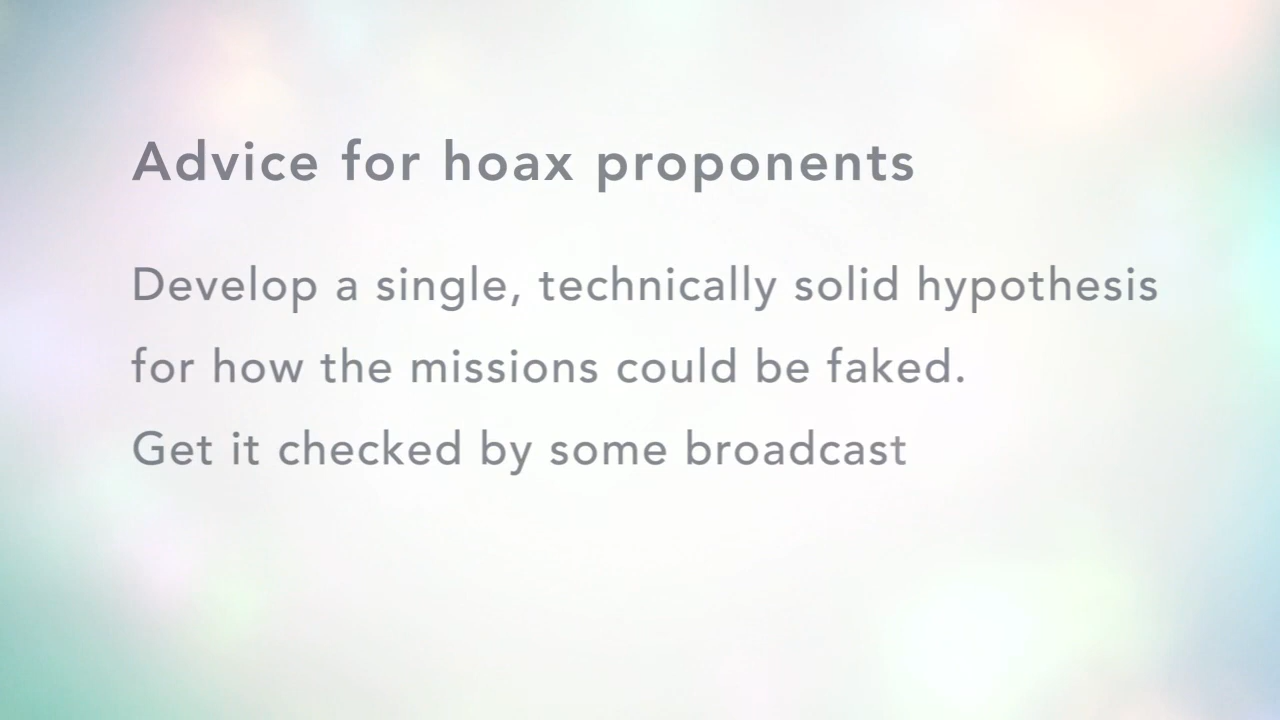 Advice for hoax proponents
Develop a single, technically solid hypothesis
for how the missions could be faked.
Get it checked by some broadcast